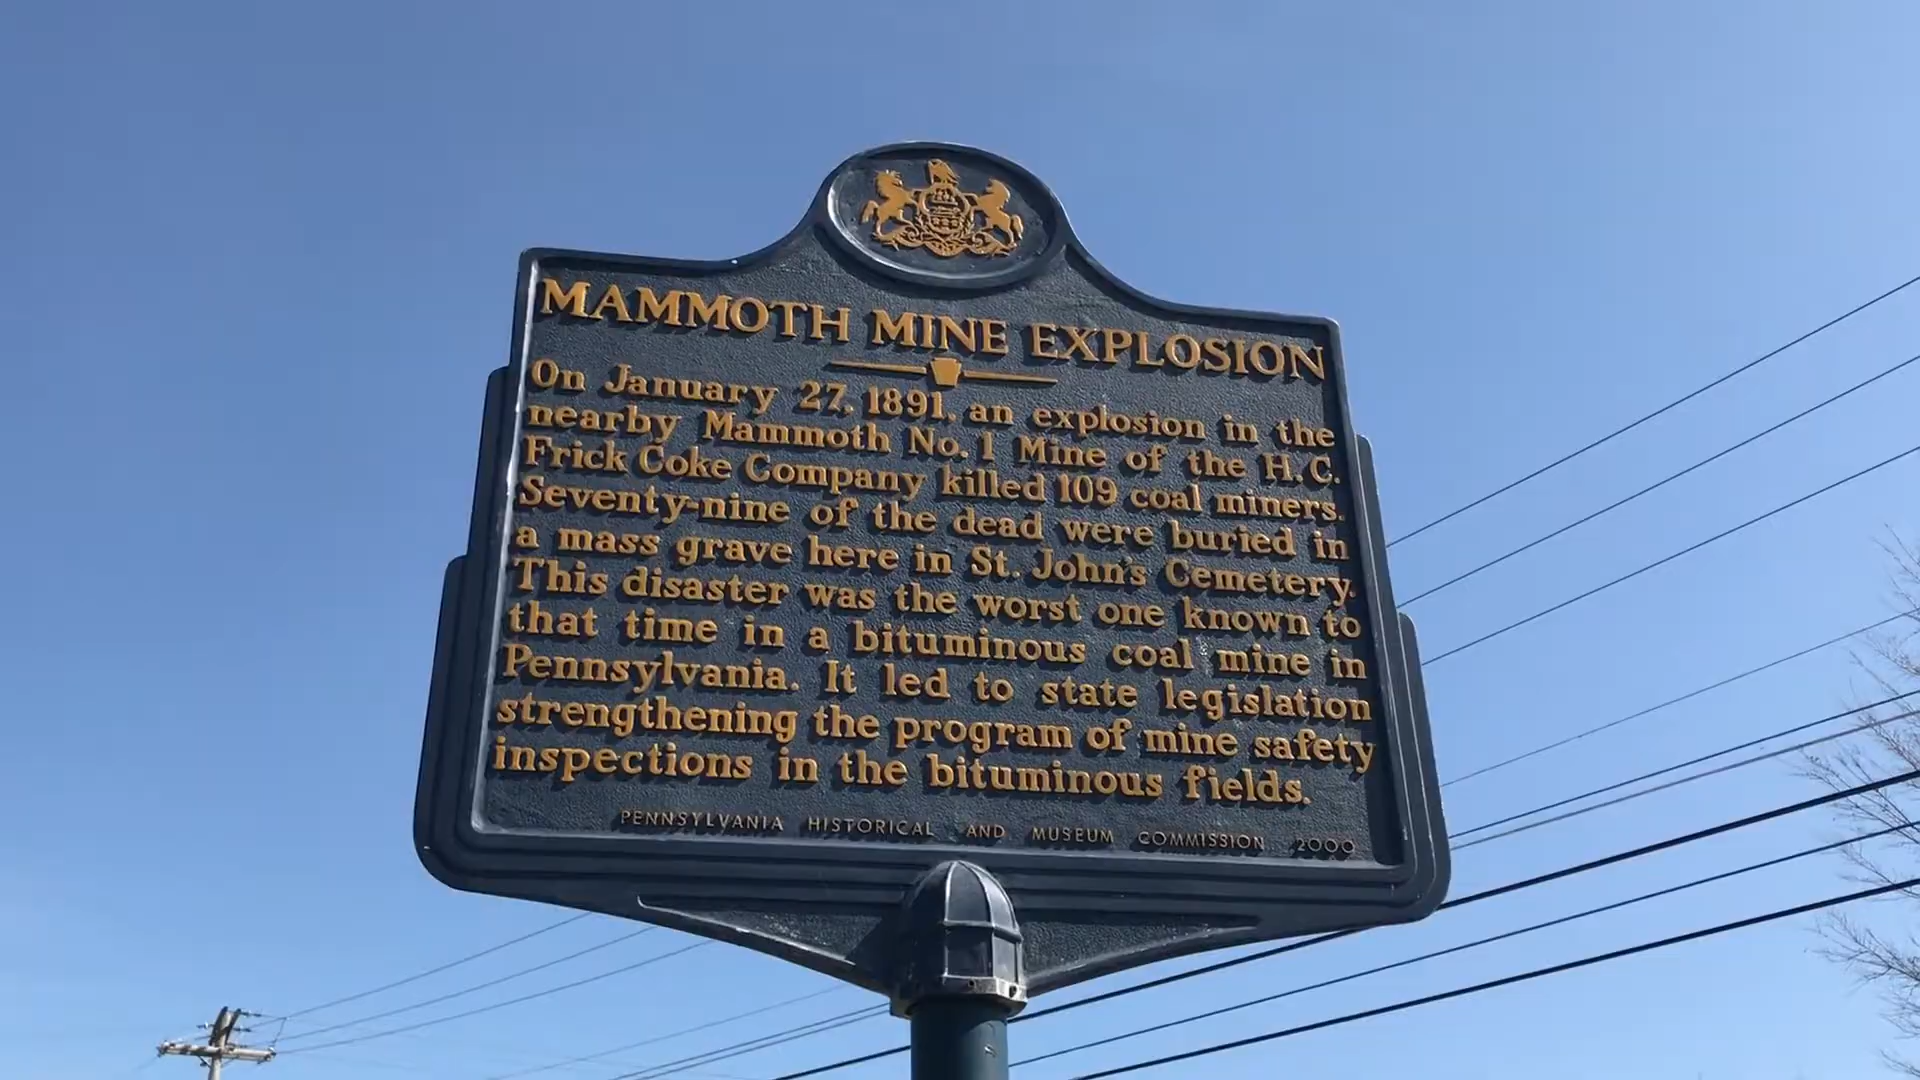 MAMMOTH MINE EXPLOSION
On January 27, 1891, an explosion in the
nearby Mammoth No. 1 Mine of the H.C.
Frick Coke Company killed 109 coal miners.
Seventy-nine of the dead were buried in
a mass grave here in St. John's Cemetery.
This disaster was the worst one known to
that time in a bituminous coal mine in
Pennsylvania. It led to state legislation
strengthening the program of mine safety
inspections in the bituminous fields.
PENNSYLVANIA HISTORICAL AND MUSEUM COMMISSION 2000